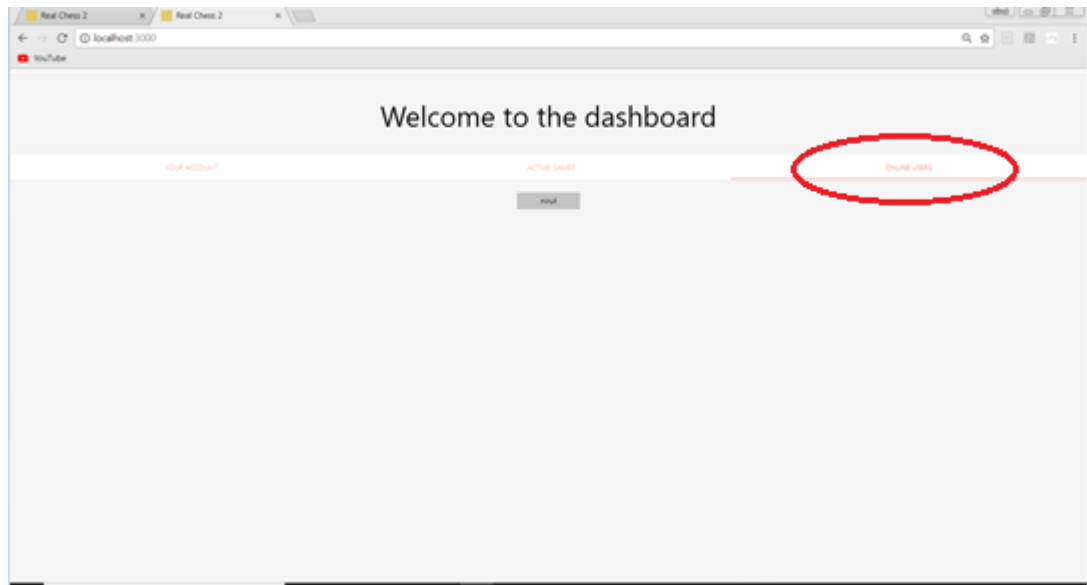 Real Chess 2
Real Chess 2
localhost:3000
YouTube
Welcome to the dashboard
YOUR ACCOUNT
ACTIVE GAMES
ONLINE USERS